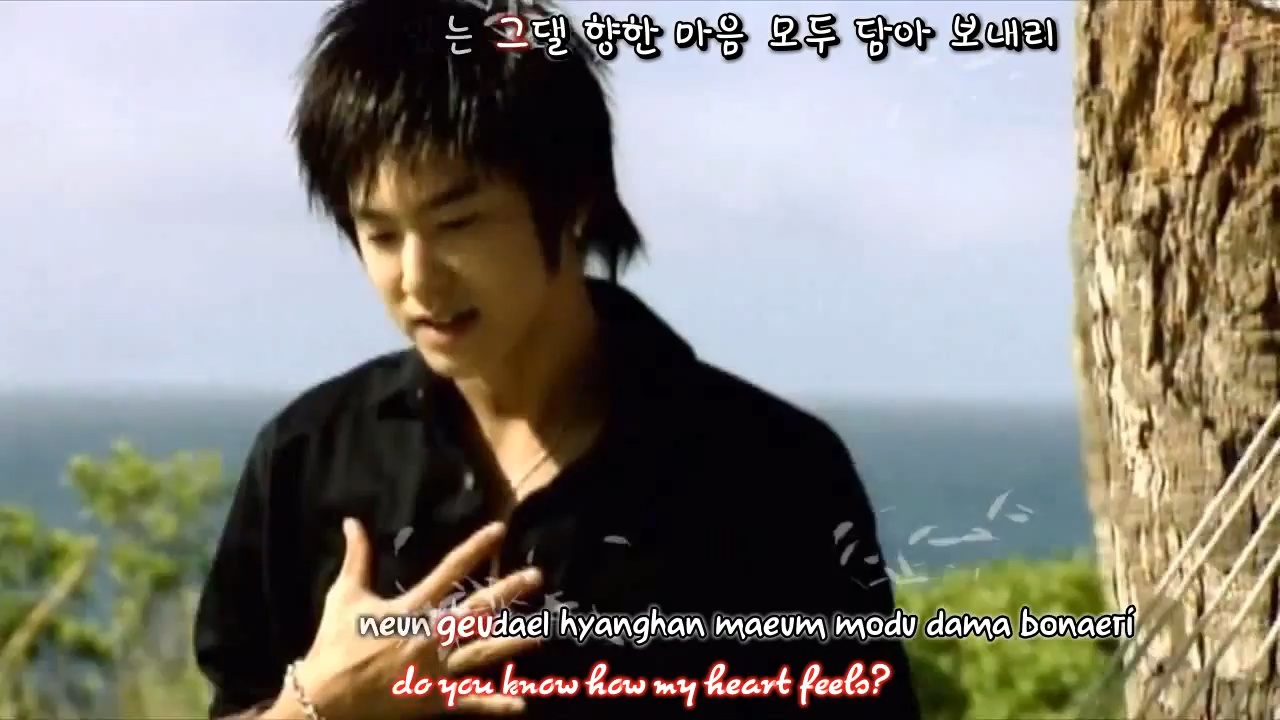 는 그댈 향한 마음 모두 담아 보내리
neun geudael hyanghan maeum modu dama bonaeri
do you know how my heart feels?